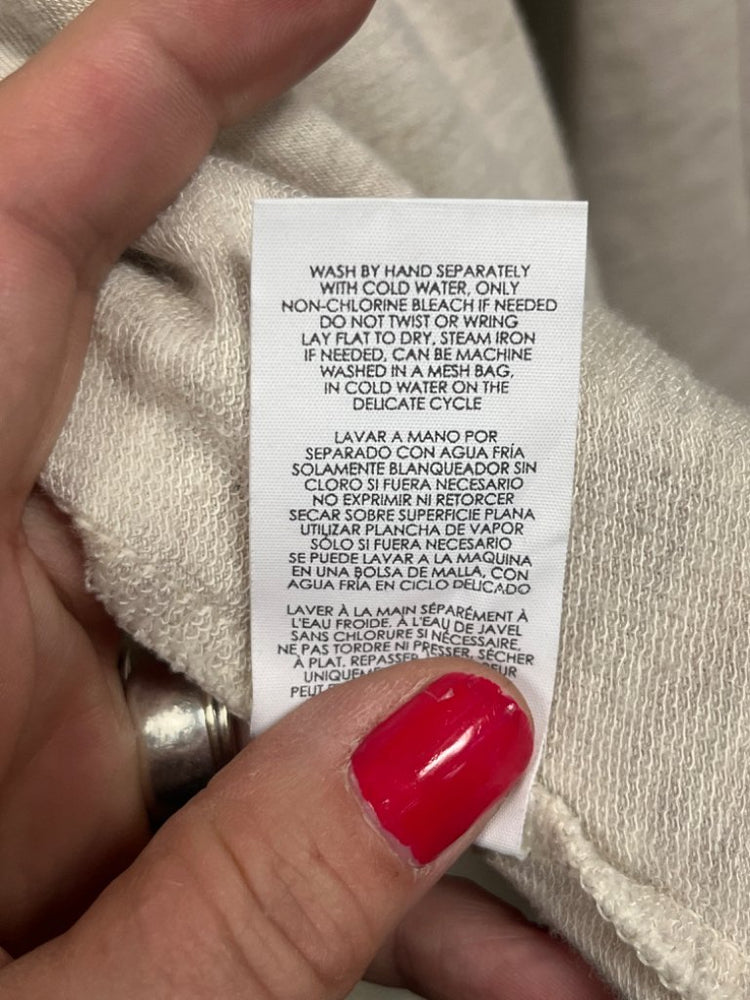 WASH BY HAND SEPARATELY
WITH COLD WATER, ONLY
NON-CHLORINE BLEACH IF NEEDED
DO NOT TWIST OR WRING
LAY FLAT TO DRY, STEAM IRON
IF NEEDED, CAN BE MACHINE
WASHED IN A MESH BAG,
IN COLD WATER ON THE
DELICATE CYCLE
LAVAR A MANO POR
SEPARADO CON AGUA FRÍA
SOLAMENTE BLANQUEADOR SIN
CLORO SI FUERA NECESARIO
NO EXPRIMIR NI RETORCER
SECAR SOBRE SUPERFICIE PLANA
UTILIZAR PLANCHA DE VAPOR
SÓLO SI FUERA NECESARIO
SE PUEDE LAVAR A LA MAQUINA
EN UNA BOLSA DE MALLA, CON
AGUA FRÍA EN CICLO DELICADO
LAVER À LA MAIN SÉPARÉMENT À
L'EAU FROIDE. À L'EAU DE JAVEL
SANS CHLORURE SI NÉCESSAIRE.
NE PAS TORDRE NI PRESSER, SÉCHER
À PLAT. REPASSER